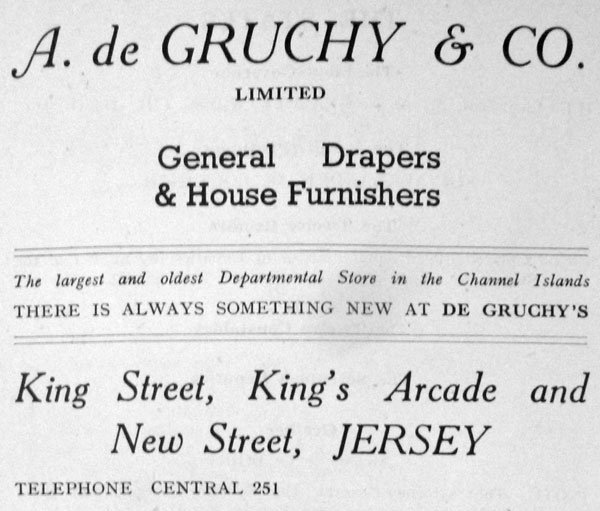 A. de GRUCHY & CO.
LIMITED
General Drapers
& House Furnishers
The largest and oldest Departmental Store in the Channel Islands
THERE IS ALWAYS SOMETHING NEW AT DE GRUCHY'S
King Street, King's Arcade and
New Street, JERSEY
TELEPHONE CENTRAL 251